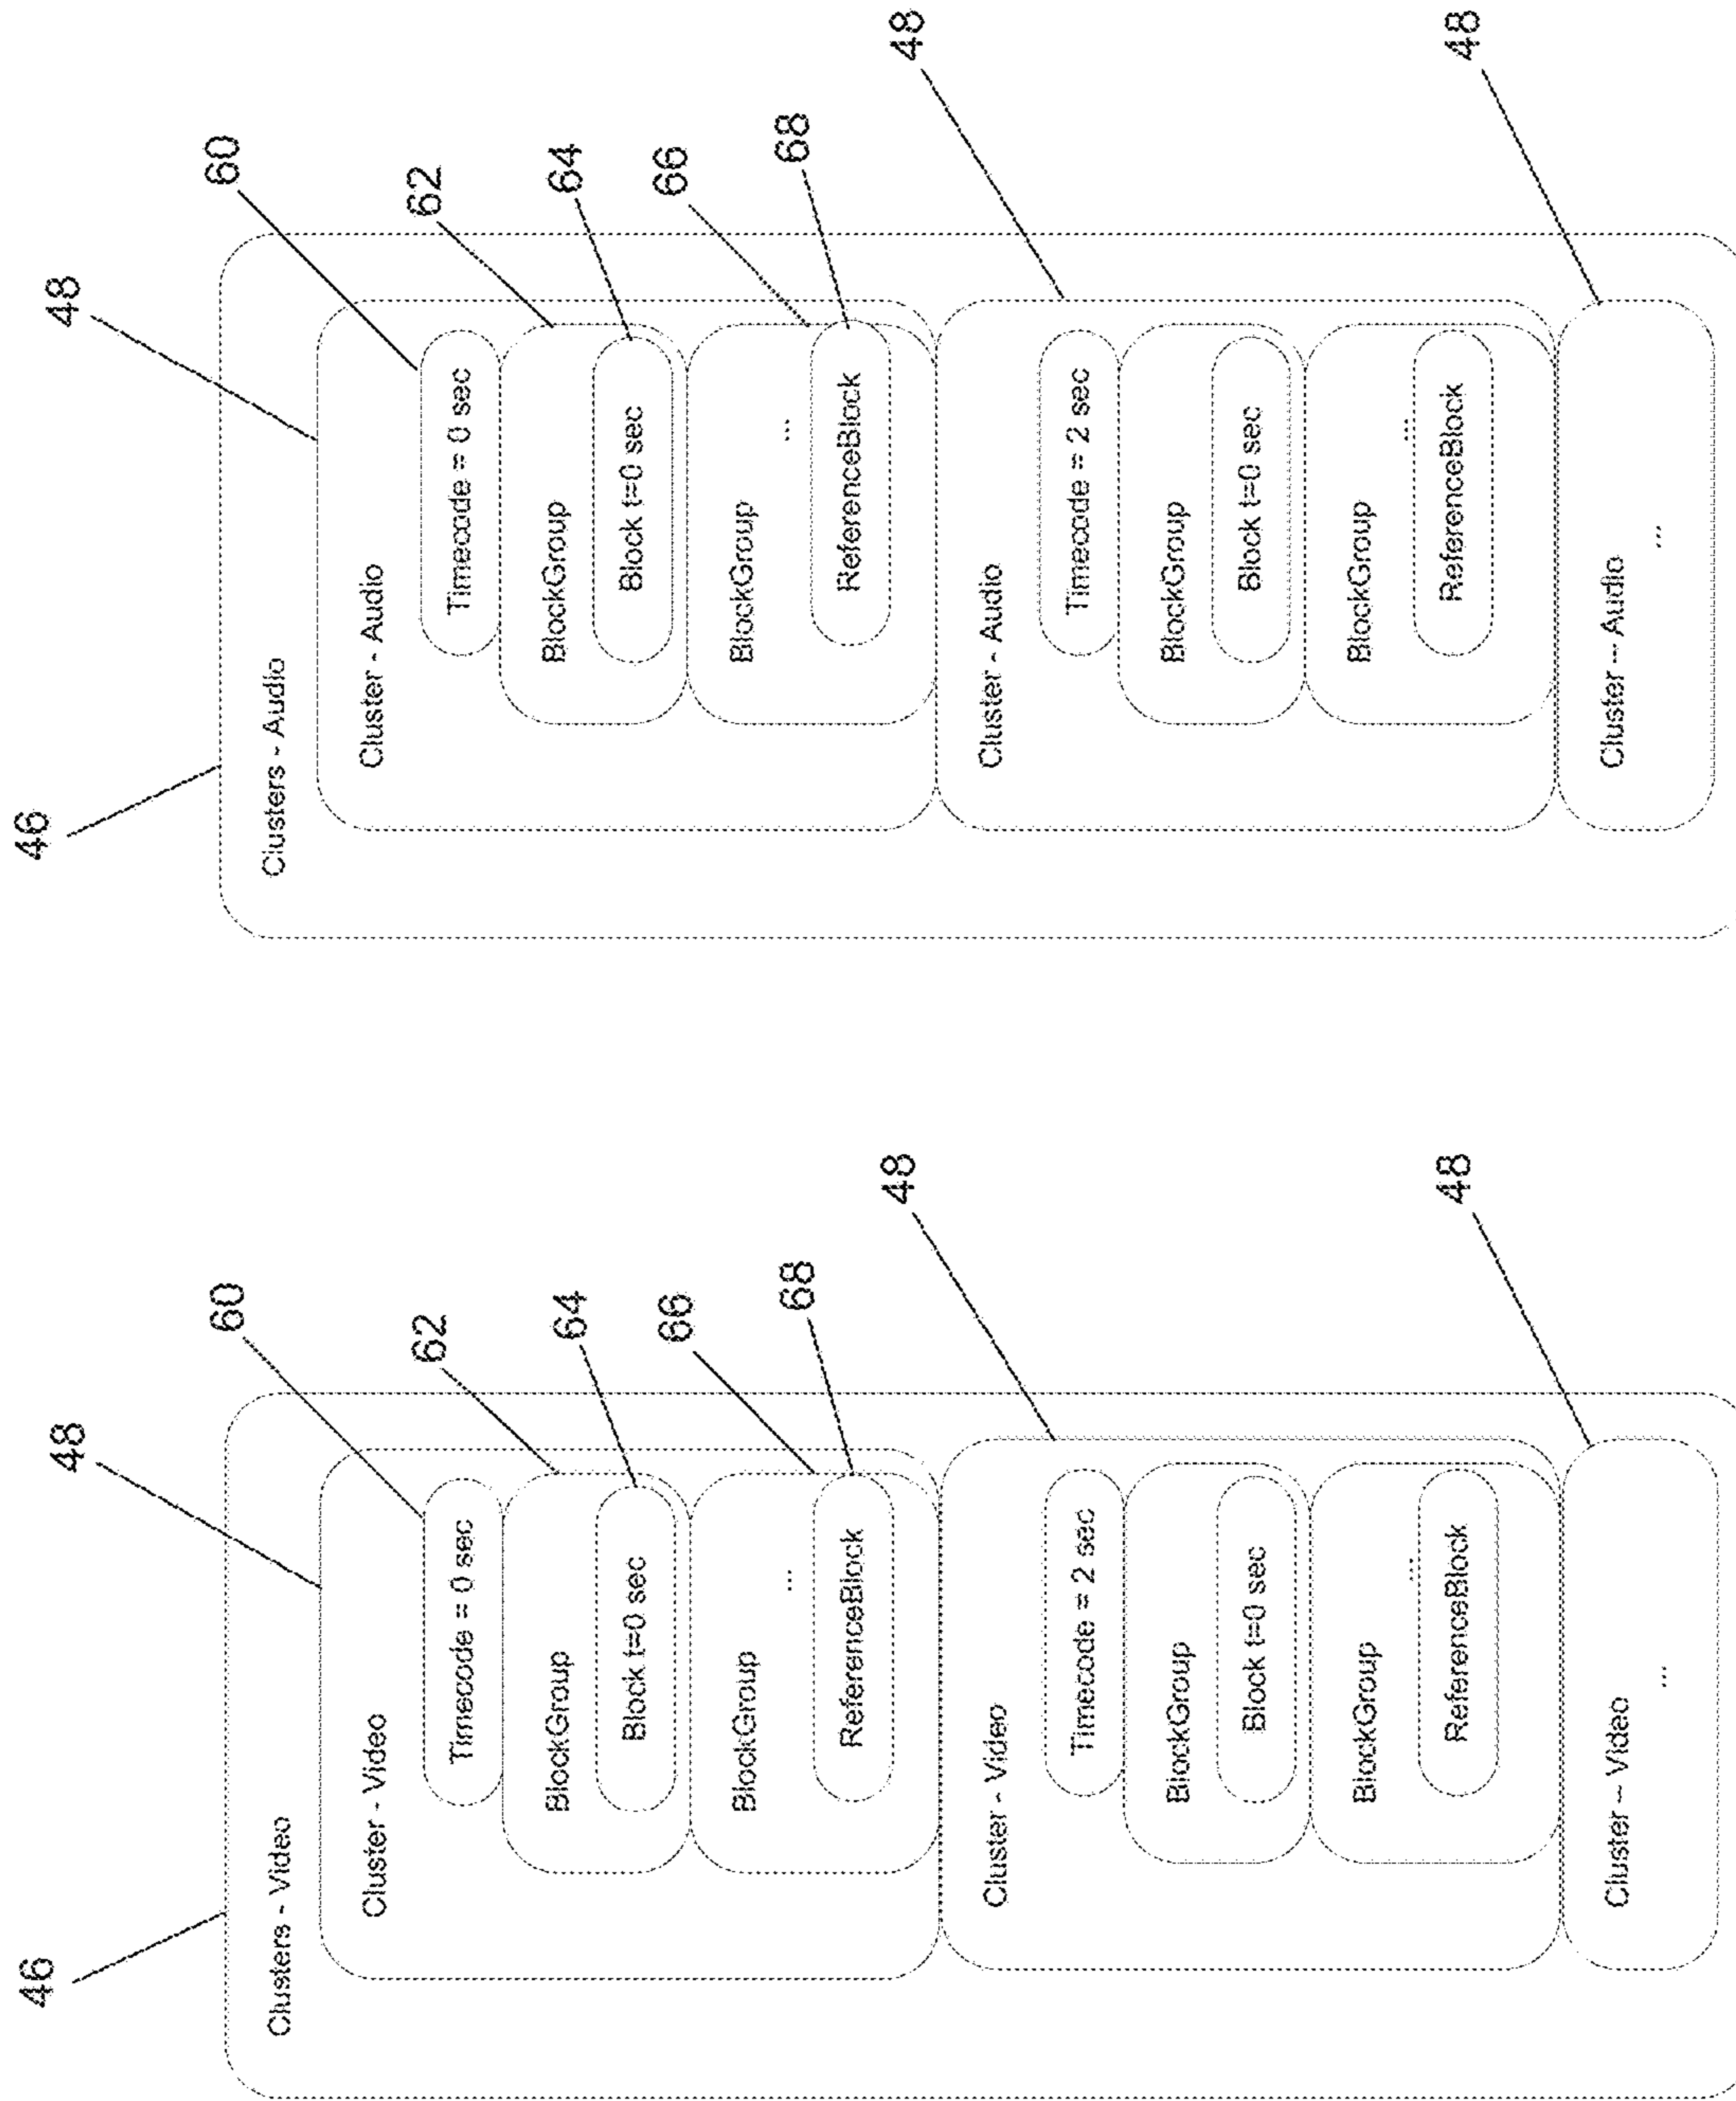 46
Clusters - Video
48
Cluster - Video
60
Timecode = 0 sec
62
BlockGroup
64
Block t=0 sec
66
BlockGroup
...
68
ReferenceBlock
48
Cluster - Video
Timecode = 2 sec
BlockGroup
Block t=0 sec
BlockGroup
...
ReferenceBlock
48
Cluster – Video
...
46
Clusters - Audio
48
Cluster - Audio
60
Timecode = 0 sec
62
BlockGroup
64
Block t=0 sec
66
BlockGroup
...
68
ReferenceBlock
48
Cluster - Audio
Timecode = 2 sec
BlockGroup
Block t=0 sec
BlockGroup
...
ReferenceBlock
48
Cluster – Audio
...